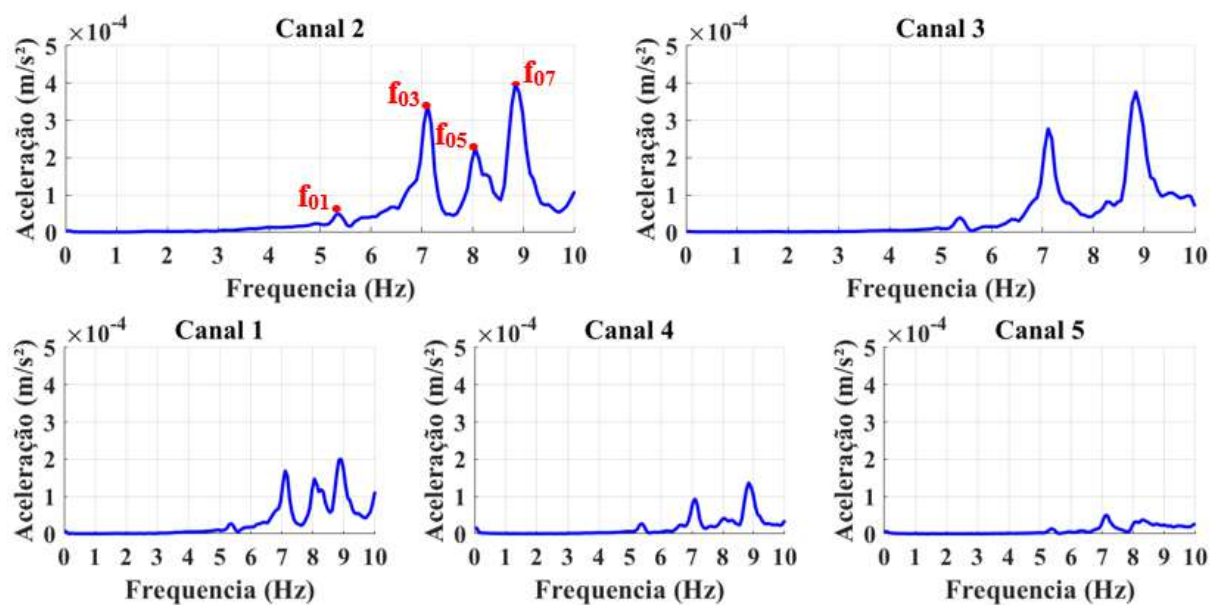 ×10⁻⁴ Canal 2
5
4
3
2
1
0
Aceleração (m/s²)
f₀₁
f₀₃
f₀₅
f₀₇
0 1 2 3 4 5 6 7 8 9 10
Frequencia (Hz)
×10⁻⁴ Canal 3
5
4
3
2
1
0
Aceleração (m/s²)
0 1 2 3 4 5 6 7 8 9 10
Frequencia (Hz)
×10⁻⁴ Canal 1
5
4
3
2
1
0
Aceleração (m/s²)
0 1 2 3 4 5 6 7 8 9 10
Frequencia (Hz)
×10⁻⁴ Canal 4
5
4
3
2
1
0
Aceleração (m/s²)
0 1 2 3 4 5 6 7 8 9 10
Frequencia (Hz)
×10⁻⁴ Canal 5
5
4
3
2
1
0
Aceleração (m/s²)
0 1 2 3 4 5 6 7 8 9 10
Frequencia (Hz)